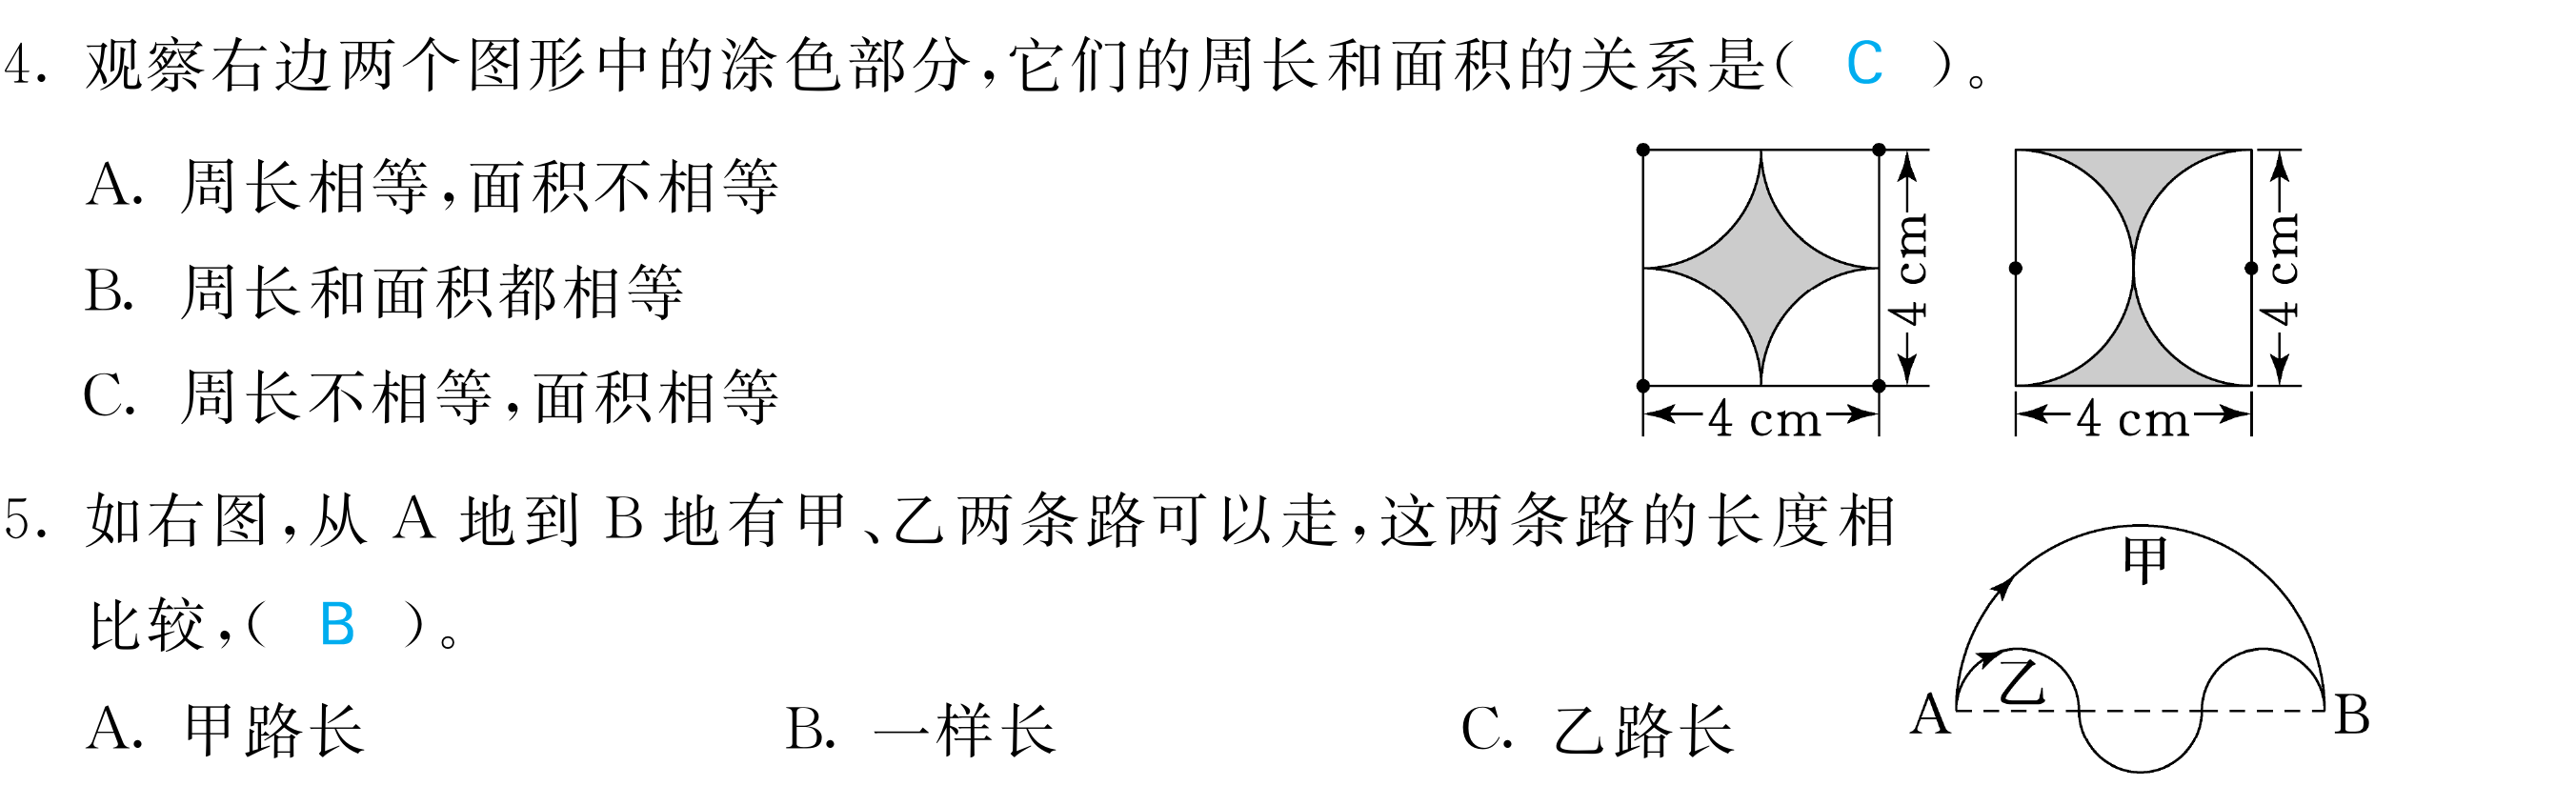 4. 观察右边两个图形中的涂色部分,它们的周长和面积的关系是( C )。
A. 周长相等,面积不相等
B. 周长和面积都相等
C. 周长不相等,面积相等
4 cm
4 cm
4 cm
4 cm
5. 如右图,从 A 地到 B 地有甲、乙两条路可以走,这两条路的长度相
比较,( B )。
A. 甲路长 B. 一样长 C. 乙路长
甲
乙
A B